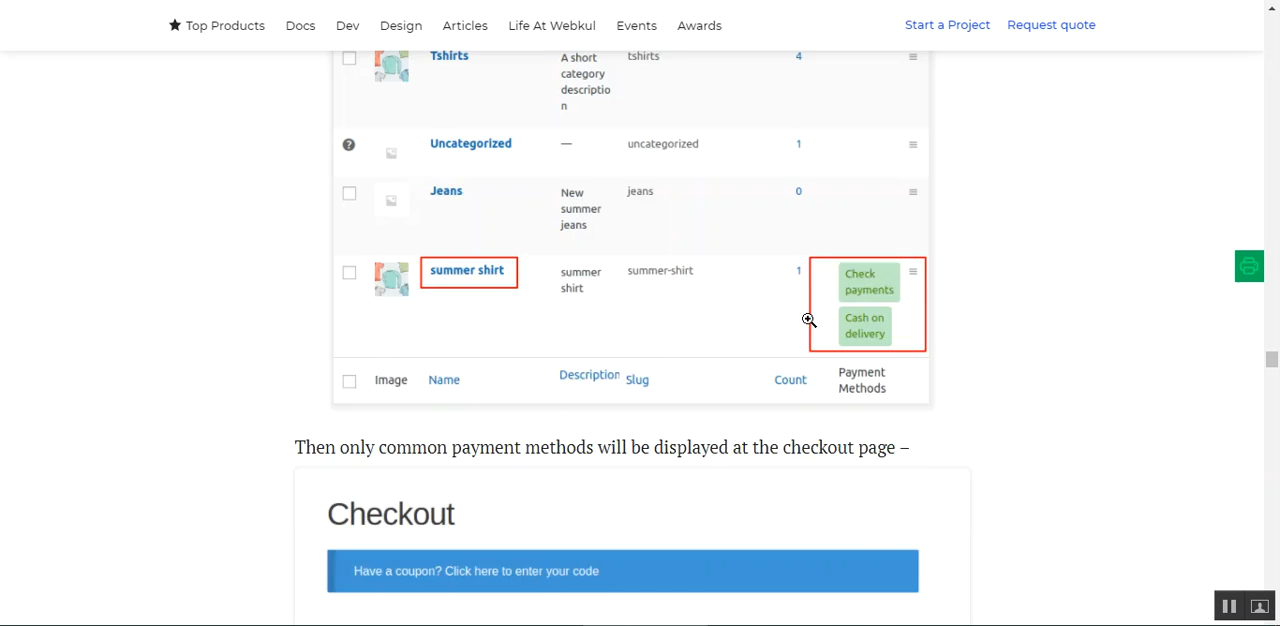 ★ Top Products Docs Dev Design Articles Life At Webkul Events Awards Start a Project Request quote
Tshirts A short tshirts 4
category
descriptio
n
Uncategorized — uncategorized 1
Jeans New jeans 0
summer
jeans
summer shirt summer summer-shirt 1 Check
shirt payments
Cash on
delivery
Image Name Description Slug Count Payment
Methods
Then only common payment methods will be displayed at the checkout page –
Checkout
Have a coupon? Click here to enter your code